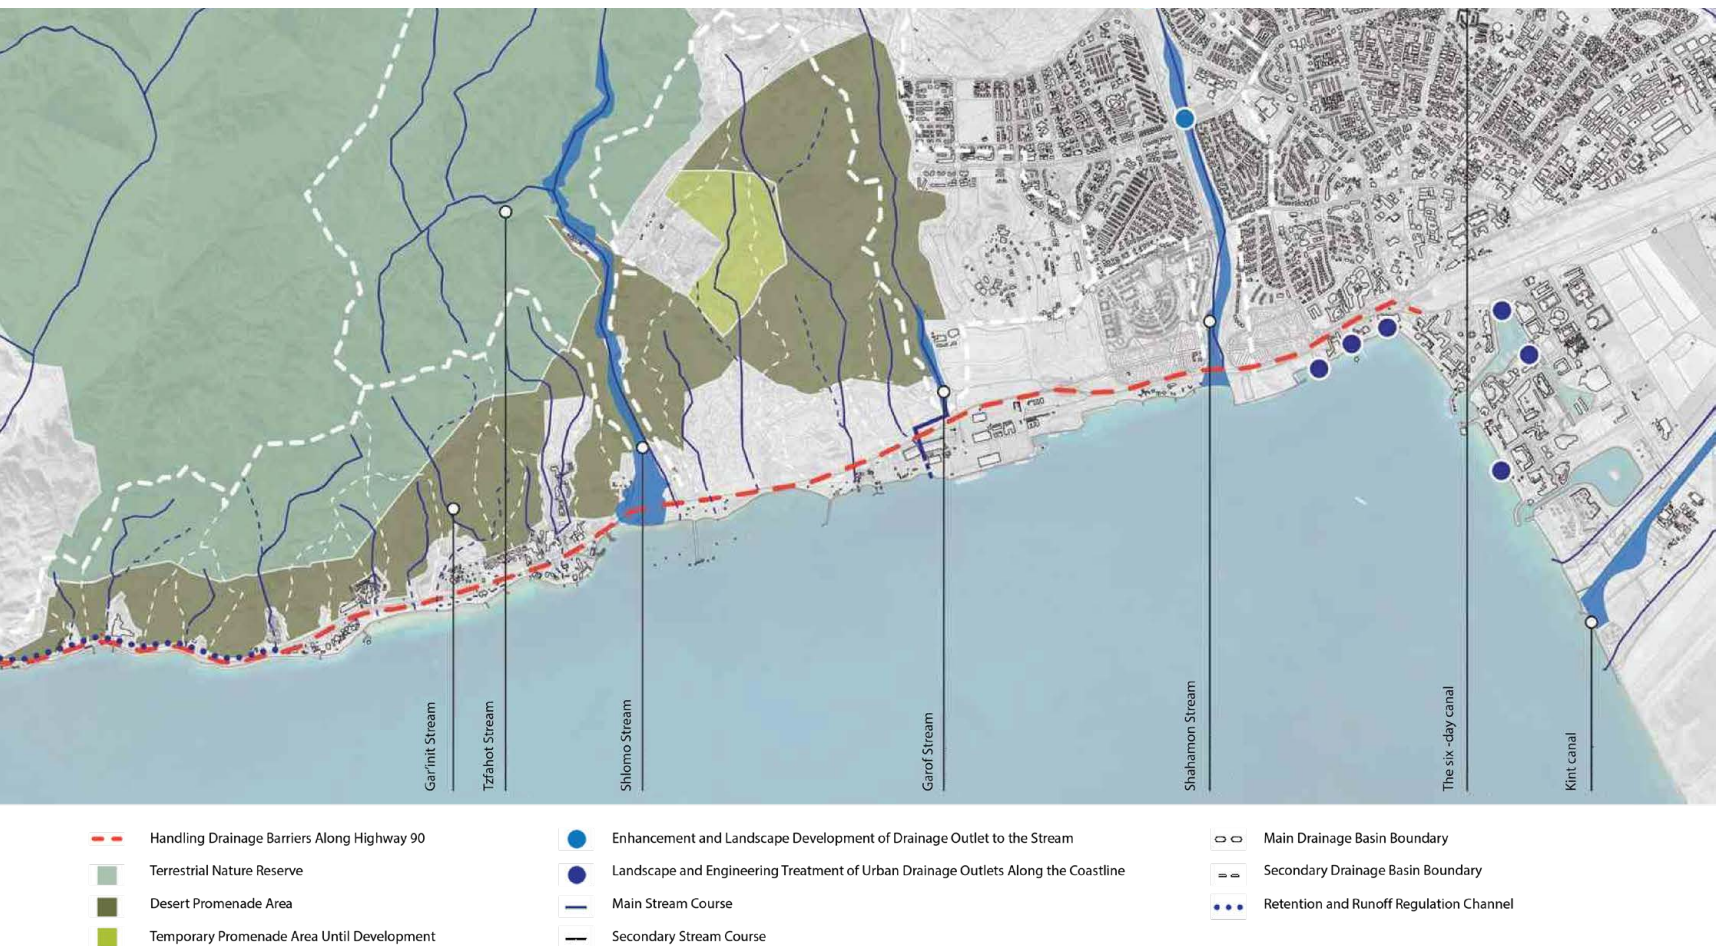 Gar'init Stream
Tzfahot Stream
Shlomo Stream
Garof Stream
Shahamon Stream
The six -day canal
Kint canal
Handling Drainage Barriers Along Highway 90
Terrestrial Nature Reserve
Desert Promenade Area
Temporary Promenade Area Until Development
Enhancement and Landscape Development of Drainage Outlet to the Stream
Landscape and Engineering Treatment of Urban Drainage Outlets Along the Coastline
Main Stream Course
Secondary Stream Course
Main Drainage Basin Boundary
Secondary Drainage Basin Boundary
Retention and Runoff Regulation Channel